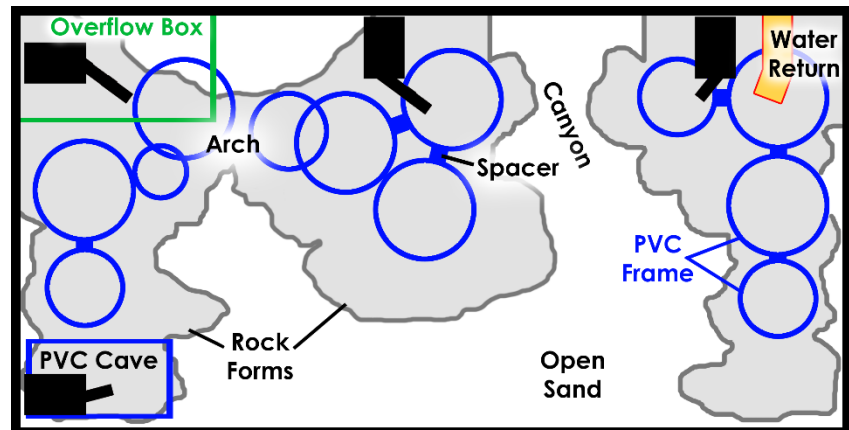 Overflow Box
Water
Return
Arch
Canyon
Spacer
PVC
Frame
Rock
Forms
PVC Cave
Open
Sand